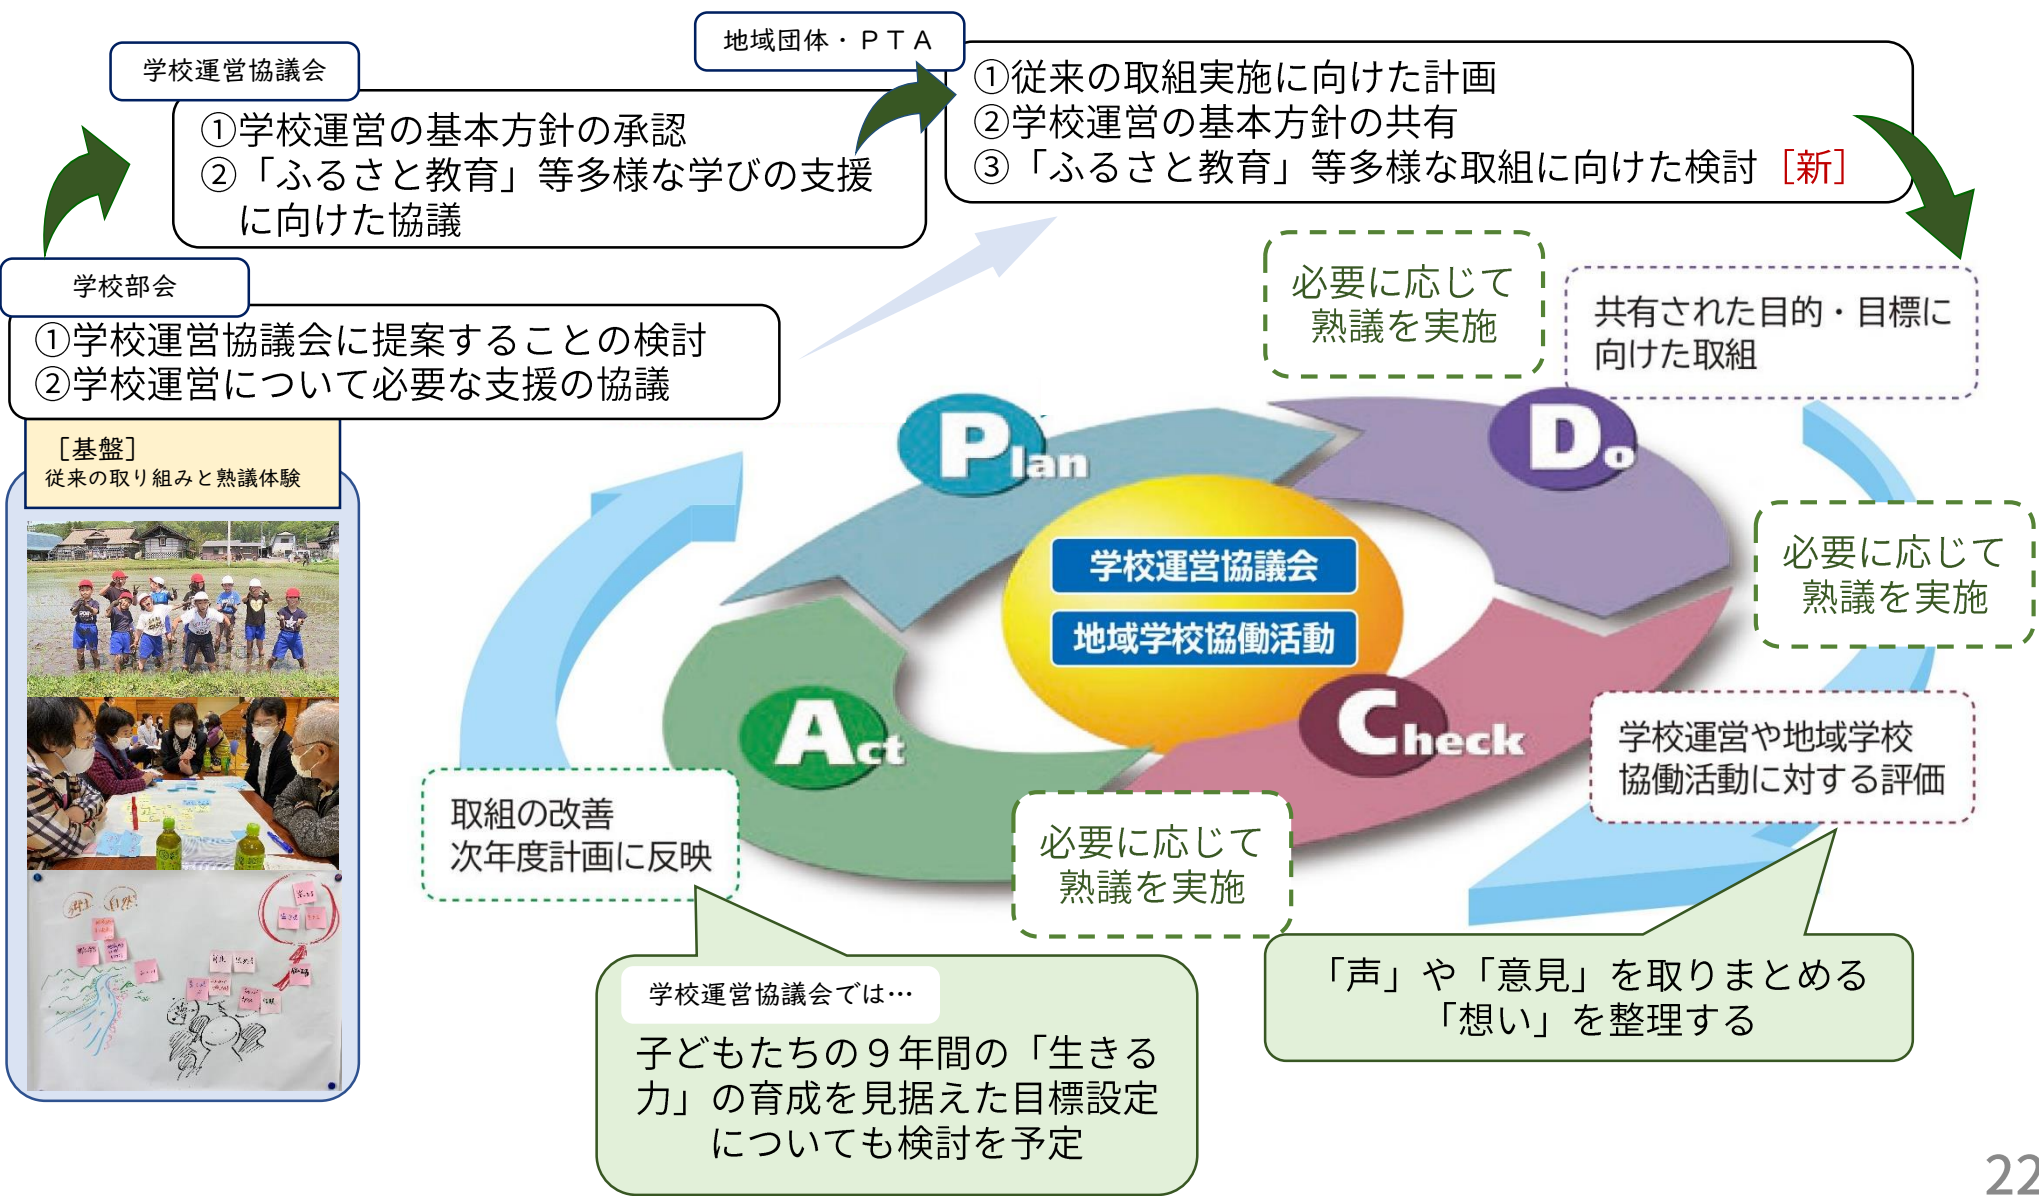 地域団体・ＰＴＡ
学校運営協議会
①従来の取組実施に向けた計画
②学校運営の基本方針の共有
③「ふるさと教育」等多様な取組に向けた検討［新］
①学校運営の基本方針の承認
②「ふるさと教育」等多様な学びの支援
に向けた協議
学校部会
①学校運営協議会に提案することの検討
②学校運営について必要な支援の協議
［基盤］
従来の取り組みと熟議体験
必要に応じて
熟議を実施
共有された目的・目標に
向けた取組
Plan
Do
学校運営協議会
地域学校協働活動
必要に応じて
熟議を実施
Act
Check
学校運営や地域学校
協働活動に対する評価
取組の改善
次年度計画に反映
必要に応じて
熟議を実施
「声」や「意見」を取りまとめる
「想い」を整理する
学校運営協議会では…
子どもたちの９年間の「生きる
力」の育成を見据えた目標設定
についても検討を予定
22